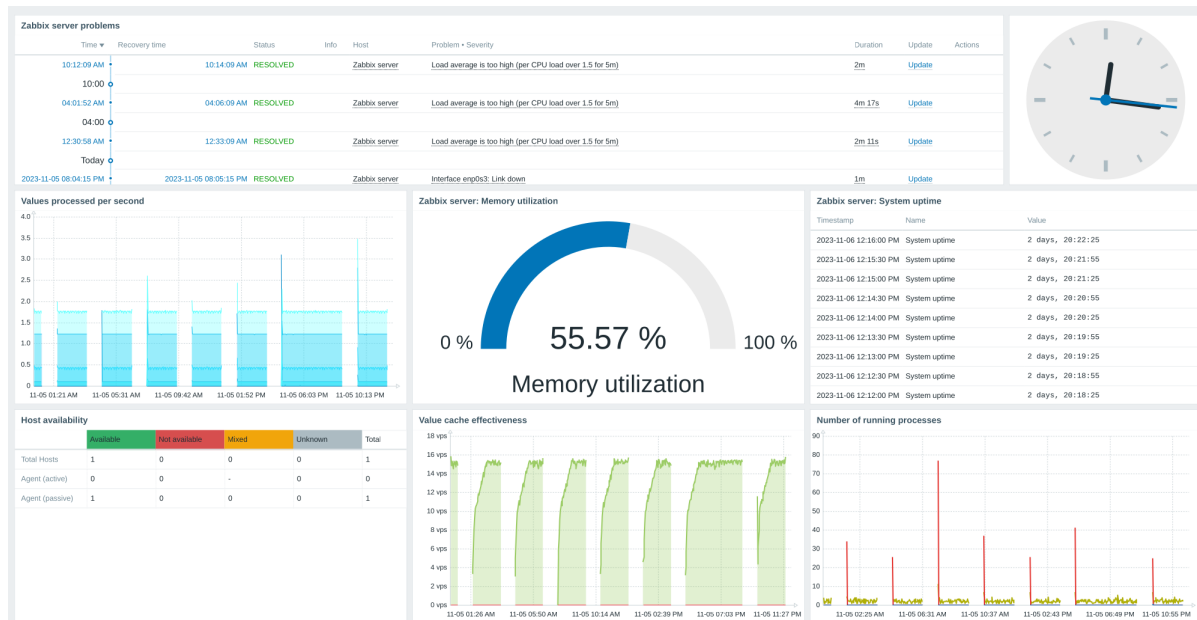 Zabbix server problems
Time ▼ Recovery time Status Info Host Problem • Severity Duration Update Actions
10:12:09 AM 10:14:09 AM RESOLVED Zabbix server Load average is too high (per CPU load over 1.5 for 5m) 2m Update
10:00
04:01:52 AM 04:06:09 AM RESOLVED Zabbix server Load average is too high (per CPU load over 1.5 for 5m) 4m 17s Update
04:00
12:30:58 AM 12:33:09 AM RESOLVED Zabbix server Load average is too high (per CPU load over 1.5 for 5m) 2m 11s Update
Today
2023-11-05 08:04:15 PM 2023-11-05 08:05:15 PM RESOLVED Zabbix server Interface enp0s3: Link down 1m Update
Values processed per second
4.0
3.5
3.0
2.5
2.0
1.5
1.0
0.5
0
11-05 01:21 AM 11-05 05:31 AM 11-05 09:42 AM 11-05 01:52 PM 11-05 06:03 PM 11-05 10:13 PM
Zabbix server: Memory utilization
0 % 55.57 % 100 %
Memory utilization
Zabbix server: System uptime
Timestamp Name Value
2023-11-06 12:16:00 PM System uptime 2 days, 20:22:25
2023-11-06 12:15:30 PM System uptime 2 days, 20:21:55
2023-11-06 12:15:00 PM System uptime 2 days, 20:21:25
2023-11-06 12:14:30 PM System uptime 2 days, 20:20:55
2023-11-06 12:14:00 PM System uptime 2 days, 20:20:25
2023-11-06 12:13:30 PM System uptime 2 days, 20:19:55
2023-11-06 12:13:00 PM System uptime 2 days, 20:19:25
2023-11-06 12:12:30 PM System uptime 2 days, 20:18:55
2023-11-06 12:12:00 PM System uptime 2 days, 20:18:25
Host availability
Available Not available Mixed Unknown Total
Total Hosts 1 0 0 0 1
Agent (active) 0 0 - 0 0
Agent (passive) 1 0 0 0 1
Value cache effectiveness
18 vps
16 vps
14 vps
12 vps
10 vps
8 vps
6 vps
4 vps
2 vps
0 vps
11-05 01:26 AM 11-05 05:50 AM 11-05 10:14 AM 11-05 02:39 PM 11-05 07:03 PM 11-05 11:27 PM
Number of running processes
90
80
70
60
50
40
30
20
10
0
11-05 02:25 AM 11-05 06:31 AM 11-05 10:37 AM 11-05 02:43 PM 11-05 06:49 PM 11-05 10:55 PM